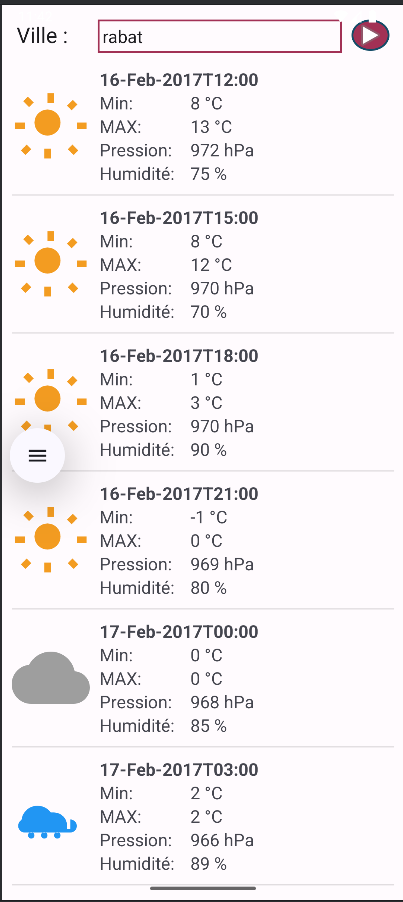 Ville : rabat
16-Feb-2017T12:00
Min: 8 °C
MAX: 13 °C
Pression: 972 hPa
Humidité: 75 %
16-Feb-2017T15:00
Min: 8 °C
MAX: 12 °C
Pression: 970 hPa
Humidité: 70 %
16-Feb-2017T18:00
Min: 1 °C
MAX: 3 °C
Pression: 970 hPa
Humidité: 90 %
16-Feb-2017T21:00
Min: -1 °C
MAX: 0 °C
Pression: 969 hPa
Humidité: 80 %
17-Feb-2017T00:00
Min: 0 °C
MAX: 0 °C
Pression: 968 hPa
Humidité: 85 %
17-Feb-2017T03:00
Min: 2 °C
MAX: 2 °C
Pression: 966 hPa
Humidité: 89 %